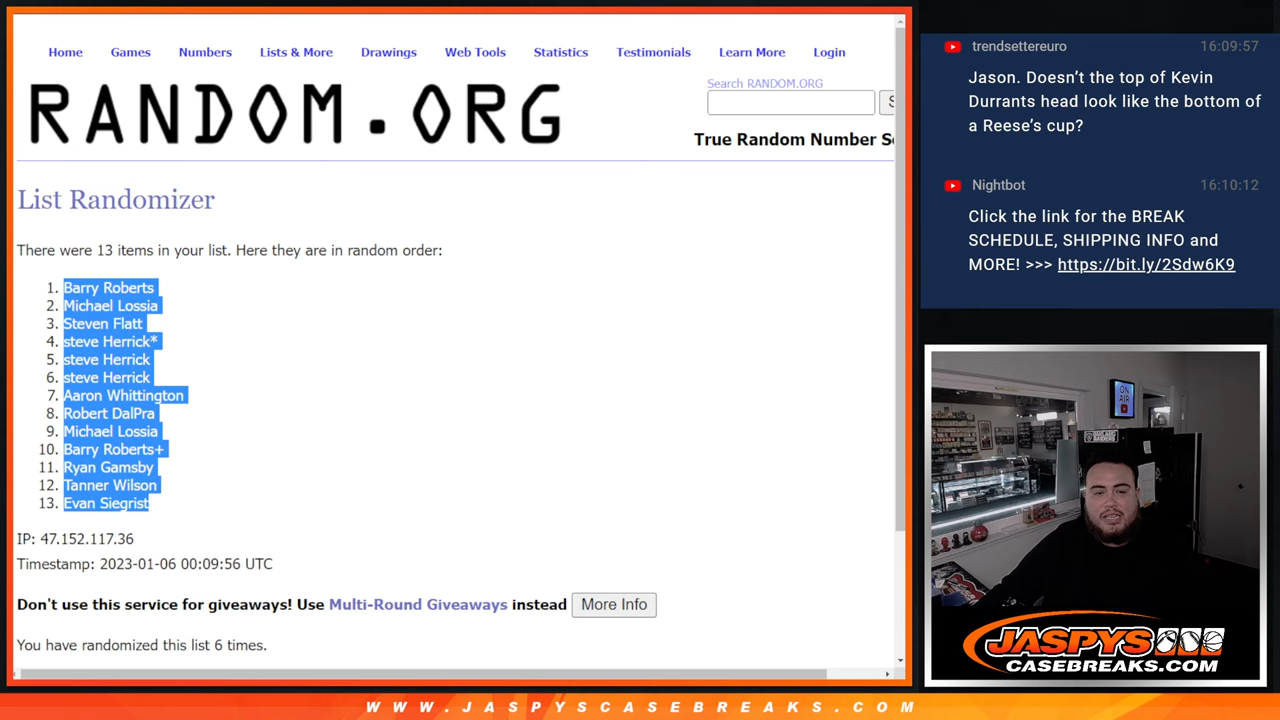 Home Games Numbers Lists & More Drawings Web Tools Statistics Testimonials Learn More Login
RANDOM.ORG
Search RANDOM.ORG
True Random Number
List Randomizer
There were 13 items in your list. Here they are in random order:
1. Barry Roberts
2. Michael Lossia
3. Steven Flatt
4. steve Herrick*
5. steve Herrick
6. steve Herrick
7. Aaron Whittington
8. Robert DalPra
9. Michael Lossia
10. Barry Roberts+
11. Ryan Gamsby
12. Tanner Wilson
13. Evan Siegrist
IP: 47.152.117.36
Timestamp: 2023-01-06 00:09:56 UTC
Don't use this service for giveaways! Use Multi-Round Giveaways instead More Info
You have randomized this list 6 times.
trendsettereuro 16:09:57
Jason. Doesn’t the top of Kevin
Durrants head look like the bottom of
a Reese’s cup?
Nightbot 16:10:12
Click the link for the BREAK
SCHEDULE, SHIPPING INFO and
MORE! >>> https://bit.ly/2Sdw6K9
ON
AIR
JASPYS
CASEBREAKS.COM
WWW.JASPYSCASEBREAKS.COM